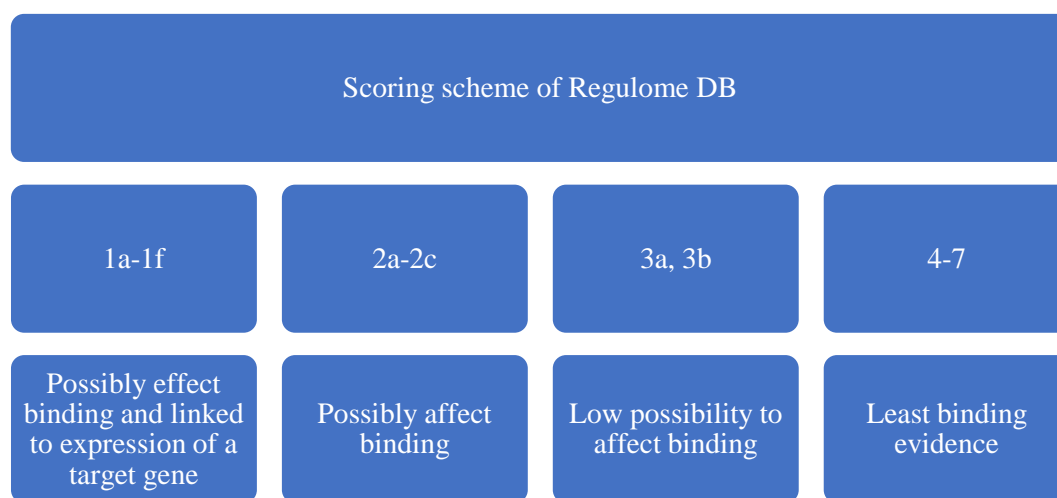 Scoring scheme of Regulome DB
1a-1f
2a-2c
3a, 3b
4-7
Possibly effect
binding and linked
to expression of a
target gene
Possibly affect
binding
Low possibility to
affect binding
Least binding
evidence